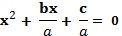 x² + bx/a + c/a = 0